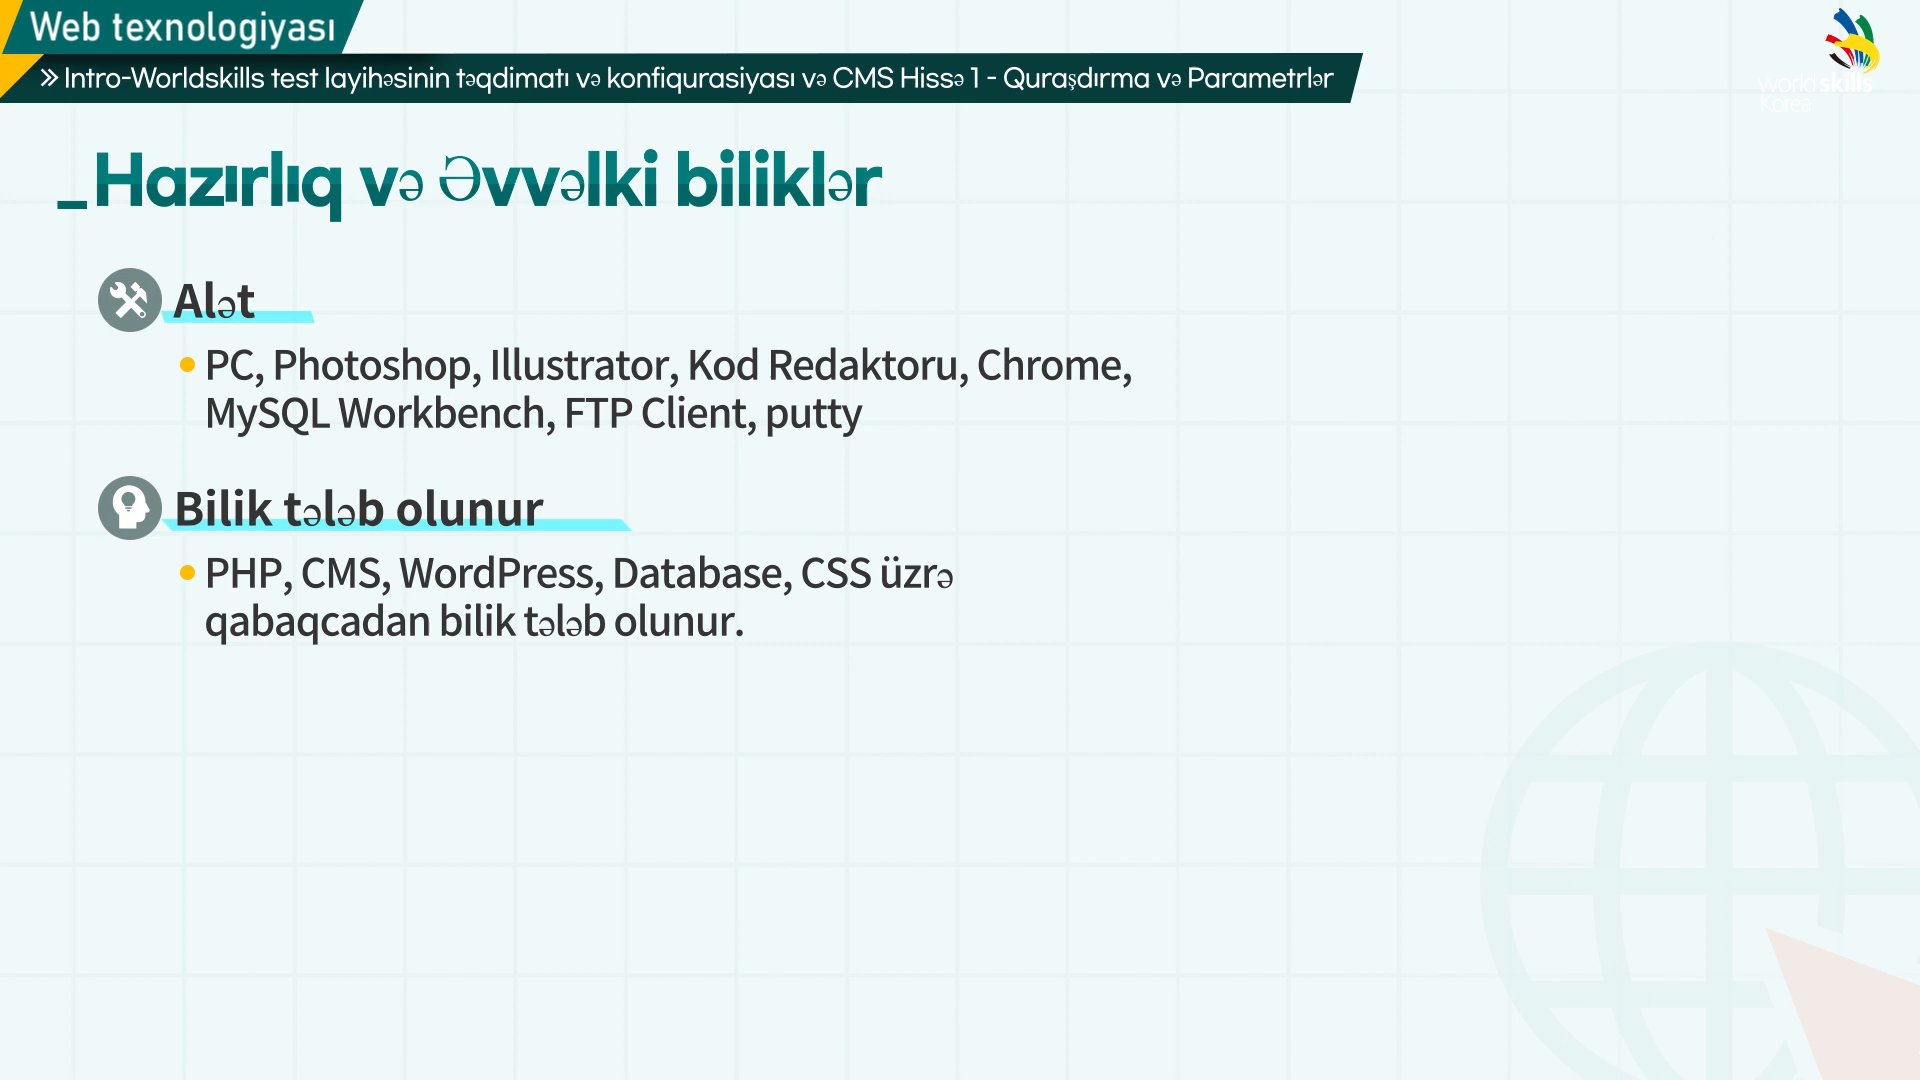 Web texnologiyası
» Intro-Worldskills test layihəsinin təqdimatı və konfiqurasiyası və CMS Hissə 1 - Quraşdırma və Parametrlər
world skills
Korea
_Hazırlıq və Əvvəlki biliklər
Alət
• PC, Photoshop, Illustrator, Kod Redaktoru, Chrome,
MySQL Workbench, FTP Client, putty
Bilik tələb olunur
• PHP, CMS, WordPress, Database, CSS üzrə
qabaqcadan bilik tələb olunur.